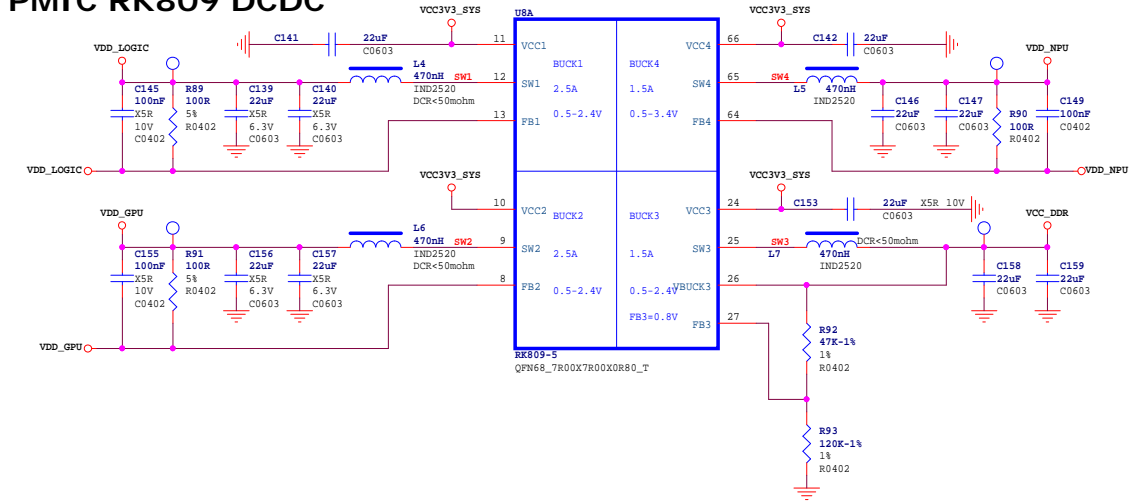 PMIC RK809 DCDC
VCC3V3_SYS
U8A
VCC3V3_SYS
C141
22uF
C0603
11
VCC1
VCC4
66
C142
22uF
C0603
VDD_LOGIC
VDD_NPU
L4
470nH
SW1
IND2520
DCR<50mohm
12
SW1
BUCK1
2.5A
0.5-2.4V
BUCK4
1.5A
0.5-3.4V
SW4
65
SW4
L5
470nH
IND2520
C145
100nF
X5R
10V
C0402
R89
100R
5%
R0402
C139
22uF
X5R
6.3V
C0603
C140
22uF
X5R
6.3V
C0603
13
FB1
FB4
64
C146
22uF
C0603
C147
22uF
C0603
R90
100R
R0402
C149
100nF
C0402
VDD_LOGIC
VDD_NPU
VCC3V3_SYS
VCC3V3_SYS
10
VCC2
VCC3
24
C153
22uF
X5R 10V
C0603
VDD_GPU
VCC_DDR
L6
470nH
SW2
IND2520
DCR<50mohm
9
SW2
BUCK2
2.5A
0.5-2.4V
BUCK3
1.5A
0.5-2.4V
FB3=0.8V
SW3
25
SW3
L7
DCR<50mohm
470nH
IND2520
C155
100nF
X5R
10V
C0402
R91
100R
5%
R0402
C156
22uF
X5R
6.3V
C0603
C157
22uF
X5R
6.3V
C0603
8
FB2
VBUCK3
26
C158
22uF
C0603
C159
22uF
C0603
FB3
27
VDD_GPU
R92
47K-1%
1%
R0402
RK809-5
QFN68_7R00X7R00X0R80_T
R93
120K-1%
1%
R0402